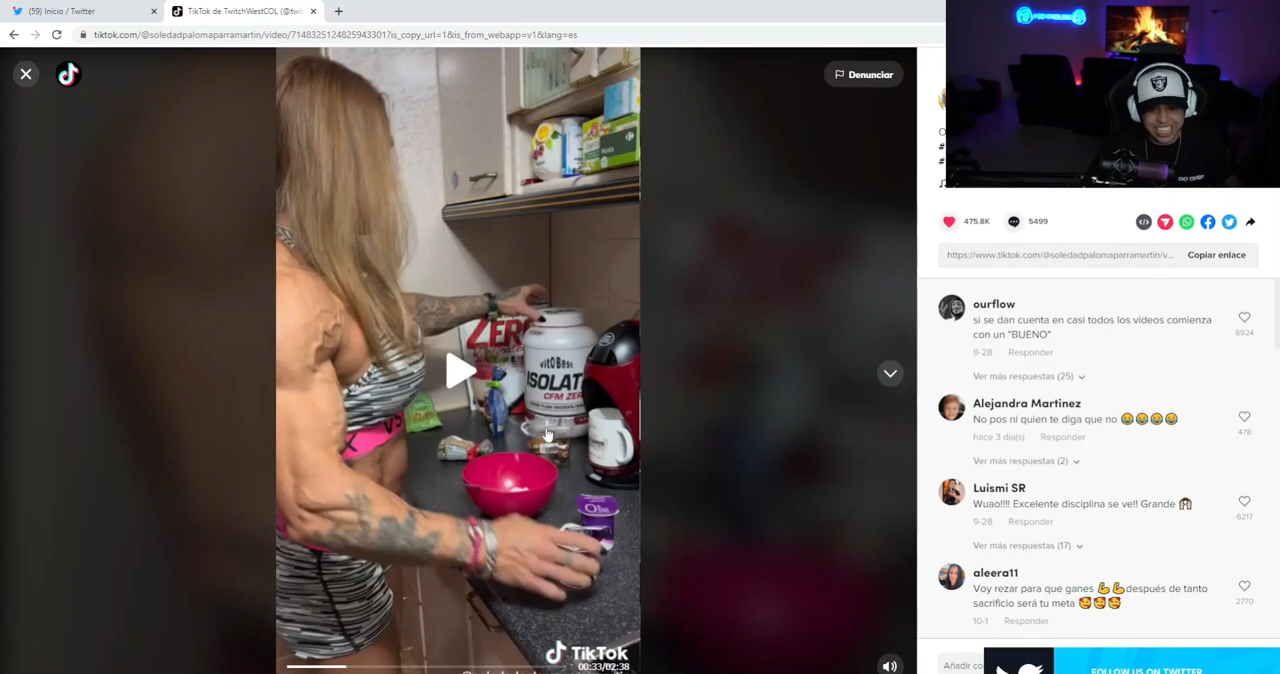 (59) Inicio / Twitter
TikTok de TwitchWestCOL (@twit
tiktok.com/@soledadpalomaparramartin/video/7148325124825943301?is_copy_url=1&is_from_webapp=v1&lang=es
Denunciar
ZERO
vitOBest
ISOLATE
CFM ZERO
TikTok
00:33/02:38
475.8K
5499
https://www.tiktok.com/@soledadpalomaparramartin/v...
Copiar enlace
ourflow
si se dan cuenta en casi todos los videos comienza
con un "BUENO"
8924
9-28
Responder
Ver más respuestas (25)
Alejandra Martinez
No pos ni quien te diga que no 😂😂😂😂
478
hace 3 día(s)
Responder
Ver más respuestas (2)
Luismi SR
Wuao!!!! Excelente disciplina se ve!! Grande
6217
9-28
Responder
Ver más respuestas (17)
aleera11
Voy rezar para que ganes 💪💪después de tanto
sacrificio será tu meta 🥰🥰🥰
2770
10-1
Responder
Añadir co
FOLLOW US ON TWITTER